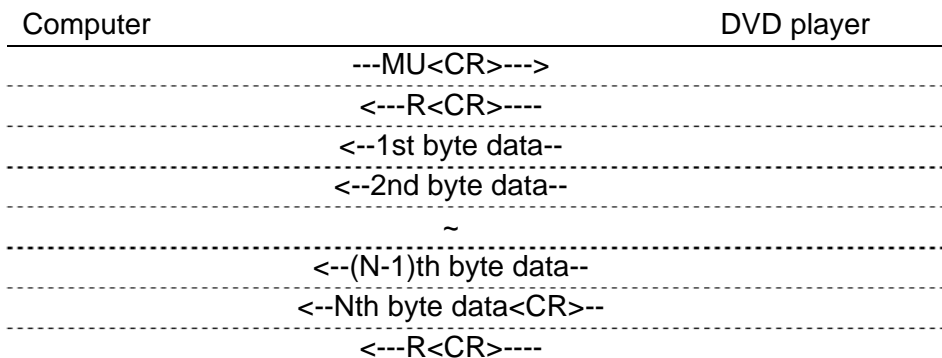 Computer DVD player
---MU<CR>--->
<---R<CR>----
<--1st byte data--
<--2nd byte data--
~
<--(N-1)th byte data--
<--Nth byte data<CR>--
<---R<CR>----